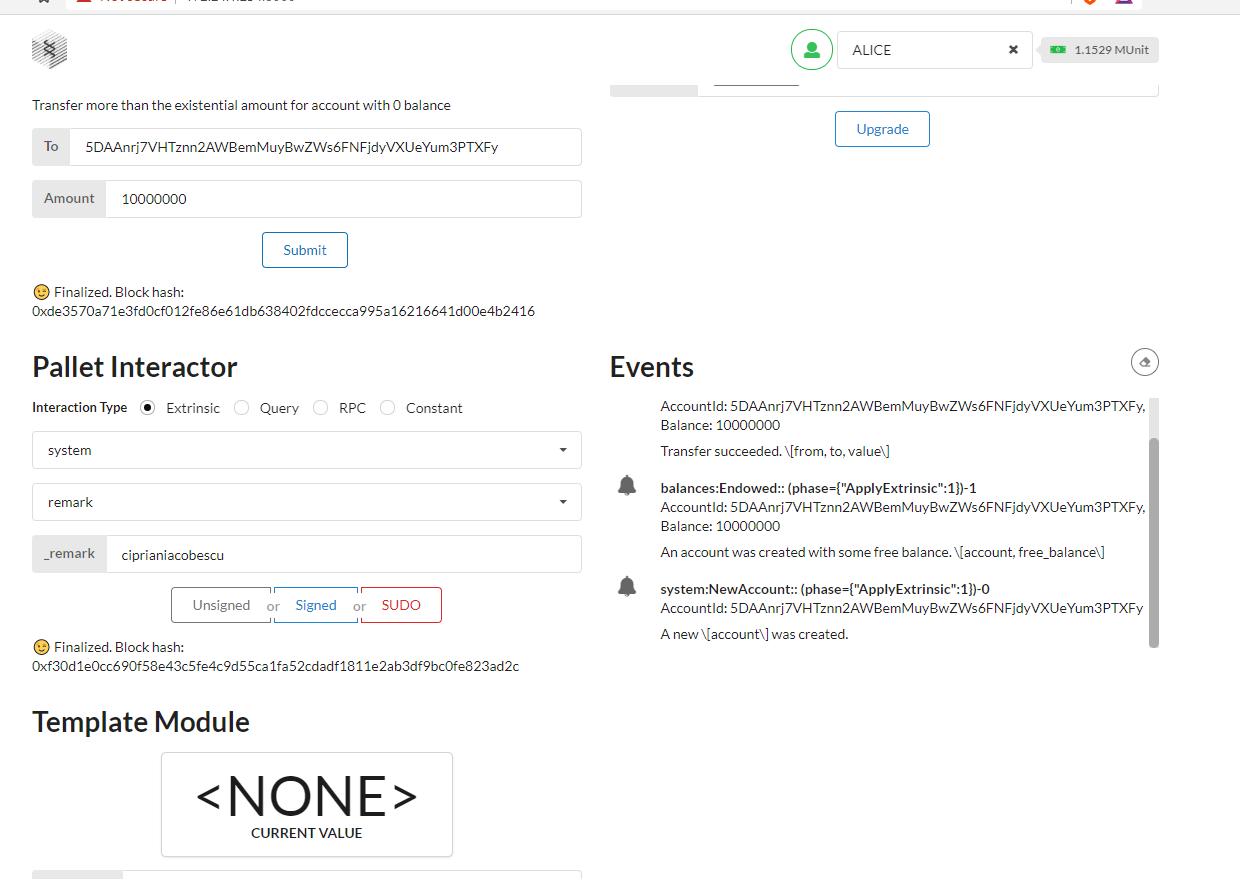 ALICE
1.1529 MUnit
Transfer more than the existential amount for account with 0 balance
To
5DAAnrj7VHTznn2AWBemMuyBwZWs6FNFjdyVXUeYum3PTXFy
Amount
10000000
Submit
😉 Finalized. Block hash:
0xde3570a71e3fd0cf012fe86e61db638402fdccecca995a16216641d00e4b2416
Upgrade
Pallet Interactor
Interaction Type Extrinsic Query RPC Constant
system
remark
_remark
ciprianiacobescu
Unsigned or Signed or SUDO
😉 Finalized. Block hash:
0xf30d1e0cc690f58e43c5fe4c9d55ca1fa52cdadf1811e2ab3df9bc0fe823ad2c
Events
AccountId: 5DAAnrj7VHTznn2AWBemMuyBwZWs6FNFjdyVXUeYum3PTXFy,
Balance: 10000000
Transfer succeeded. \[from, to, value\]
balances:Endowed:: (phase={"ApplyExtrinsic":1})-1
AccountId: 5DAAnrj7VHTznn2AWBemMuyBwZWs6FNFjdyVXUeYum3PTXFy,
Balance: 10000000
An account was created with some free balance. \[account, free_balance\]
system:NewAccount:: (phase={"ApplyExtrinsic":1})-0
AccountId: 5DAAnrj7VHTznn2AWBemMuyBwZWs6FNFjdyVXUeYum3PTXFy
A new \[account\] was created.
Template Module
<NONE>
CURRENT VALUE